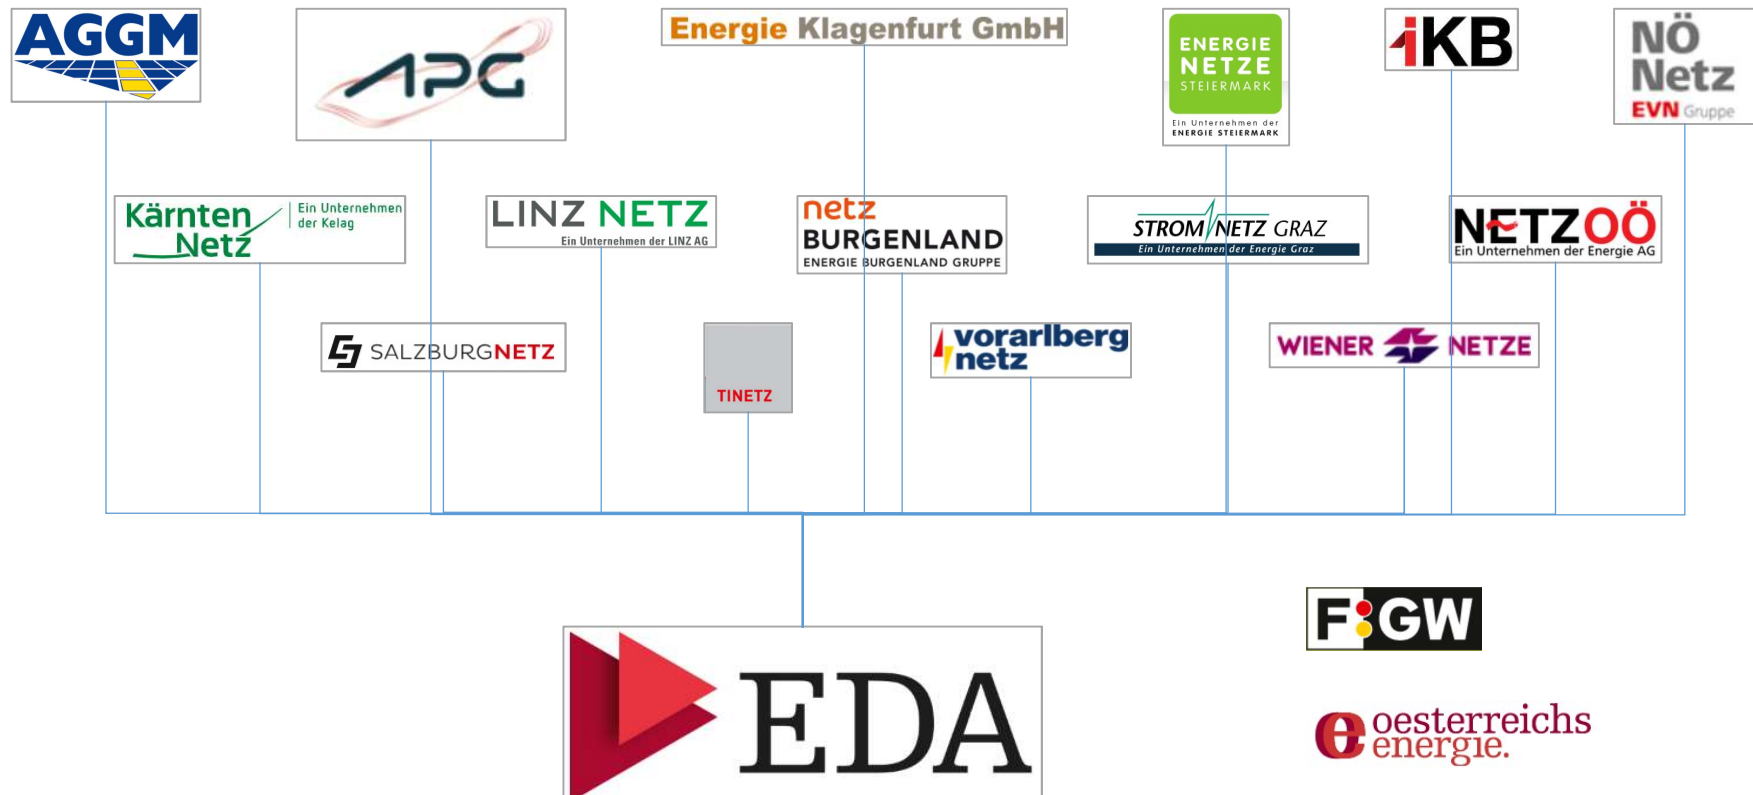 AGGM
APG
Energie Klagenfurt GmbH
ENERGIE
NETZE
STEIERMARK
Ein Unternehmen der
ENERGIE STEIERMARK
iKB
NÖ
Netz
EVN Gruppe
Kärnten
Netz
Ein Unternehmen
der Kelag
LINZ NETZ
Ein Unternehmen der LINZ AG
netz
BURGENLAND
ENERGIE BURGENLAND GRUPPE
STROMNETZ GRAZ
Ein Unternehmen der Energie Graz
NETZOÖ
Ein Unternehmen der Energie AG
SALZBURGNETZ
TINETZ
vorarlberg
netz
WIENER NETZE
EDA
F:GW
oesterreichs
energie.